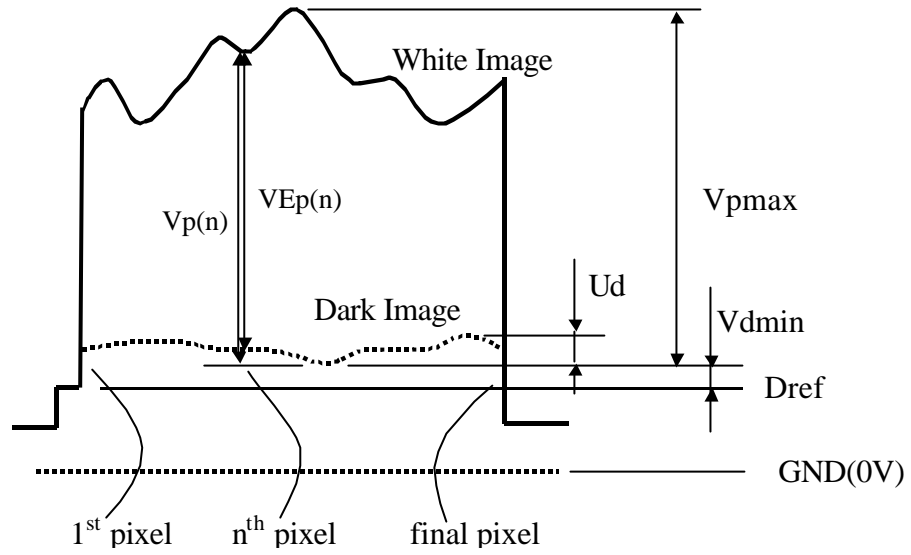 White Image
Vpmax
VEp(n)
Vp(n)
Ud
Dark Image
Vdmin
Dref
GND(0V)
1st pixel
nth pixel
final pixel